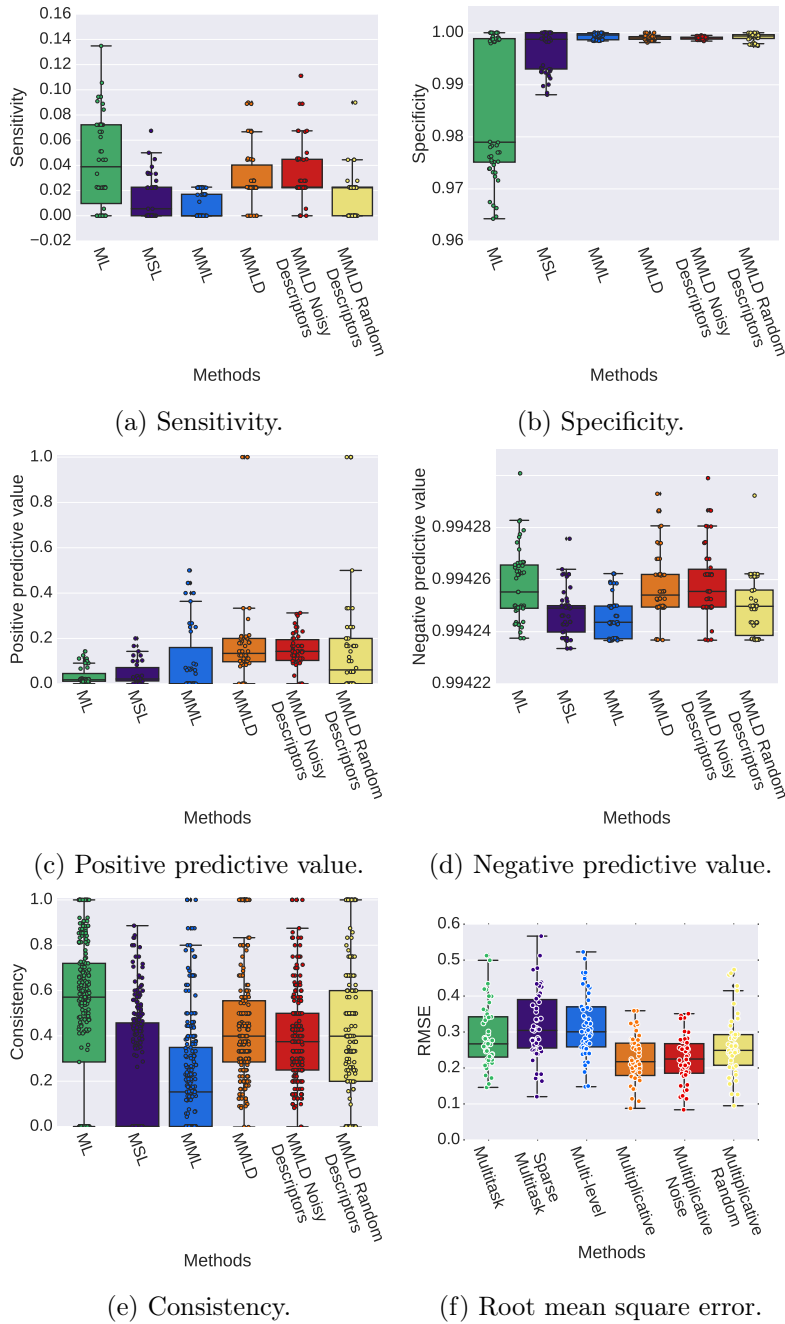 0.16
0.14
0.12
0.10
0.08
0.06
0.04
0.02
0.00
−0.02
Sensitivity
ML
MSL
MML
MMLD
MMLD Noisy
Descriptors
MMLD Random
Descriptors
Methods
(a) Sensitivity.
1.00
0.99
0.98
0.97
0.96
Specificity
ML
MSL
MML
MMLD
MMLD Noisy
Descriptors
MMLD Random
Descriptors
Methods
(b) Specificity.
1.0
0.8
0.6
0.4
0.2
0.0
Positive predictive value
ML
MSL
MML
MMLD
MMLD Noisy
Descriptors
MMLD Random
Descriptors
Methods
(c) Positive predictive value.
0.99428
0.99426
0.99424
0.99422
Negative predictive value
ML
MSL
MML
MMLD
MMLD Noisy
Descriptors
MMLD Random
Descriptors
Methods
(d) Negative predictive value.
1.0
0.8
0.6
0.4
0.2
0.0
Consistency
ML
MSL
MML
MMLD
MMLD Noisy
Descriptors
MMLD Random
Descriptors
Methods
(e) Consistency.
0.6
0.5
0.4
0.3
0.2
0.1
0.0
RMSE
Multitask
Sparse
Multitask
Multi-level
Multiplicative
Multiplicative
Noise
Multiplicative
Random
Methods
(f) Root mean square error.